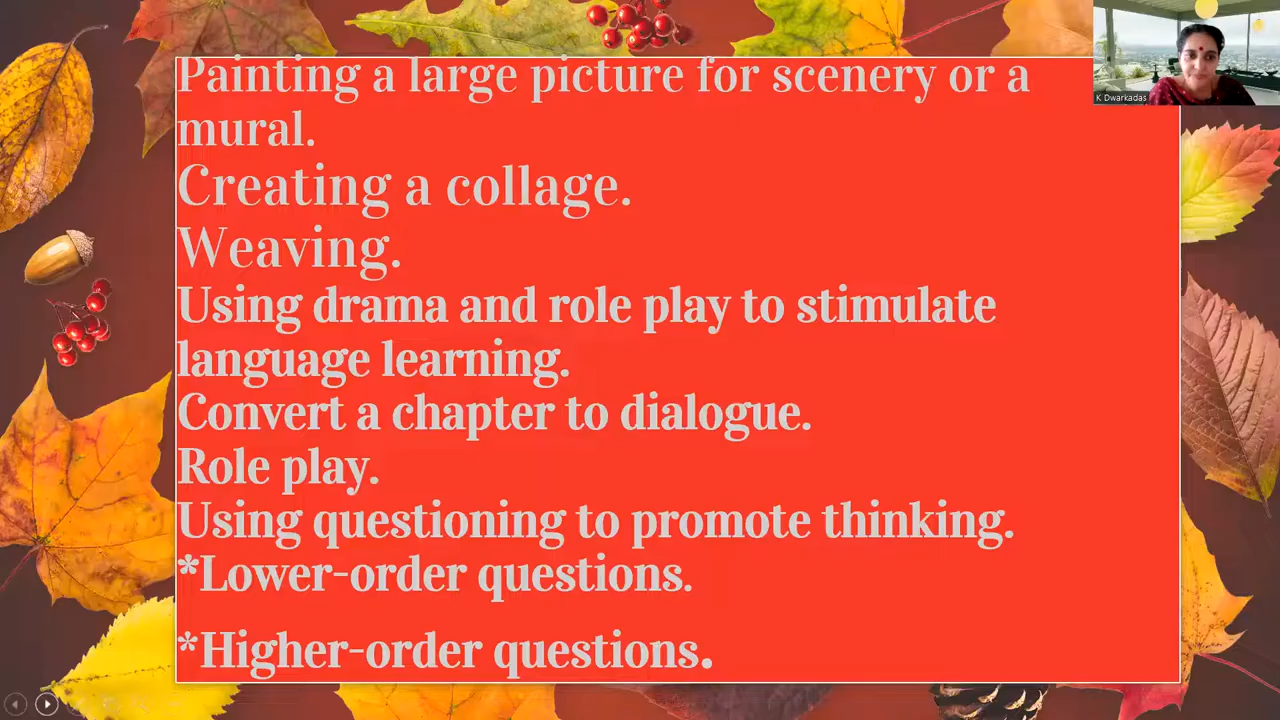 Painting a large picture for scenery or a
mural.
Creating a collage.
Weaving.
Using drama and role play to stimulate
language learning.
Convert a chapter to dialogue.
Role play.
Using questioning to promote thinking.
*Lower-order questions.
*Higher-order questions.
K Dwarkadas